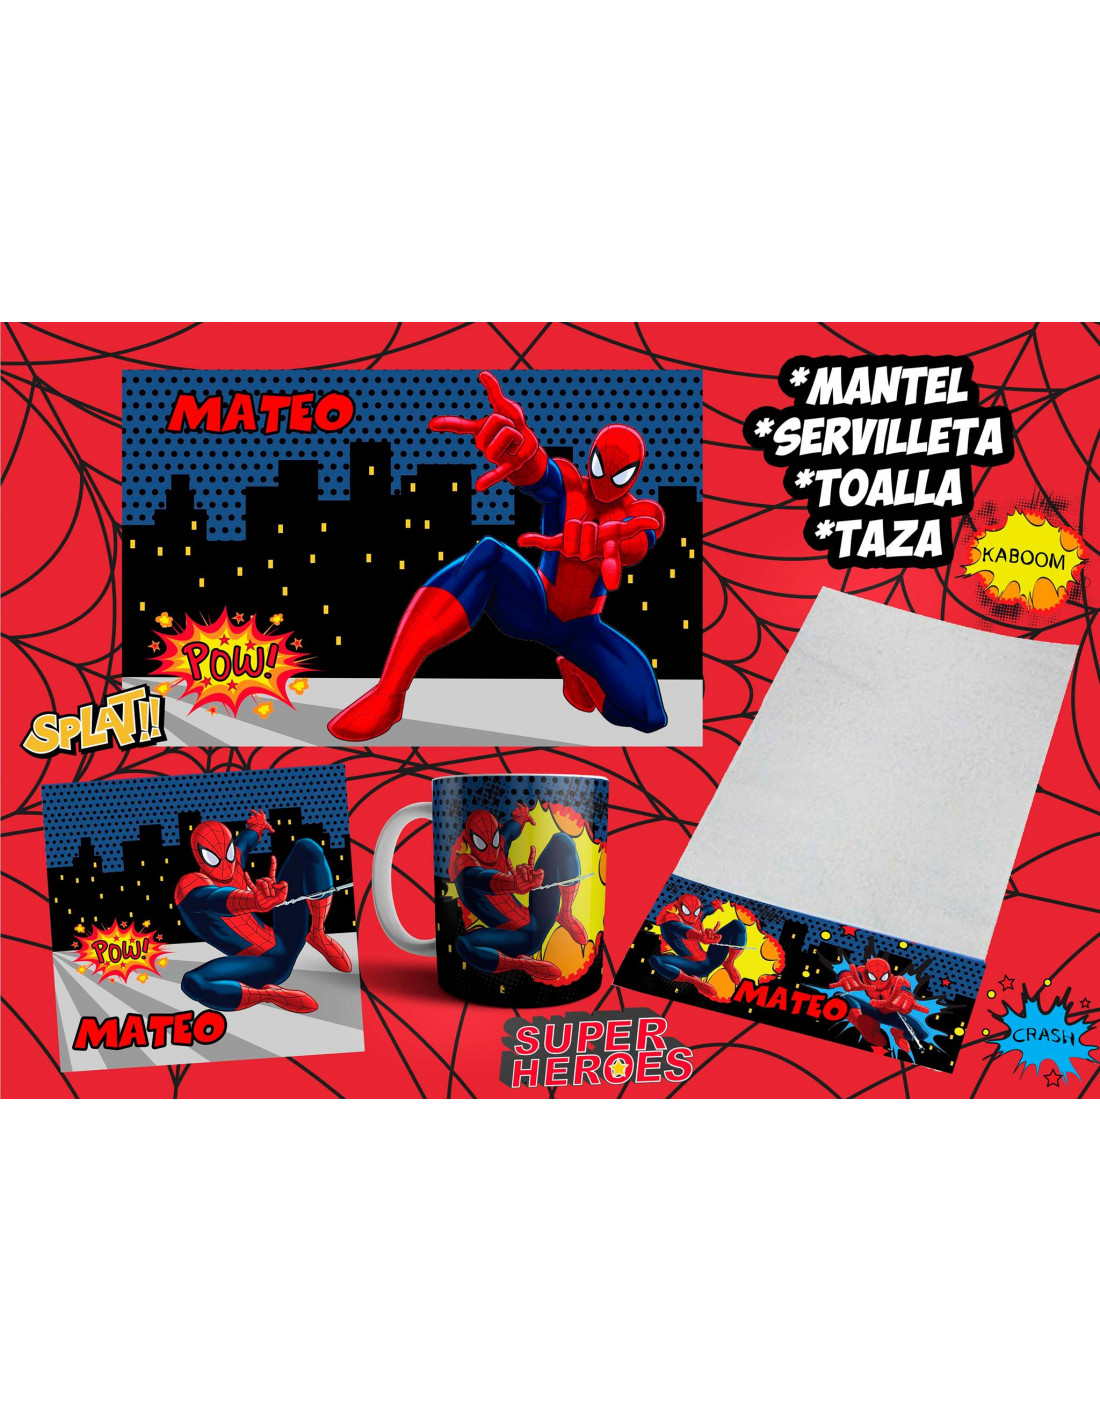 MATEO
*MANTEL
*SERVILLETA
*TOALLA
*TAZA
KABOOM
POW!
SPLAT!!
POW!
MATEO
MATEO
SUPER
HEROES
CRASH